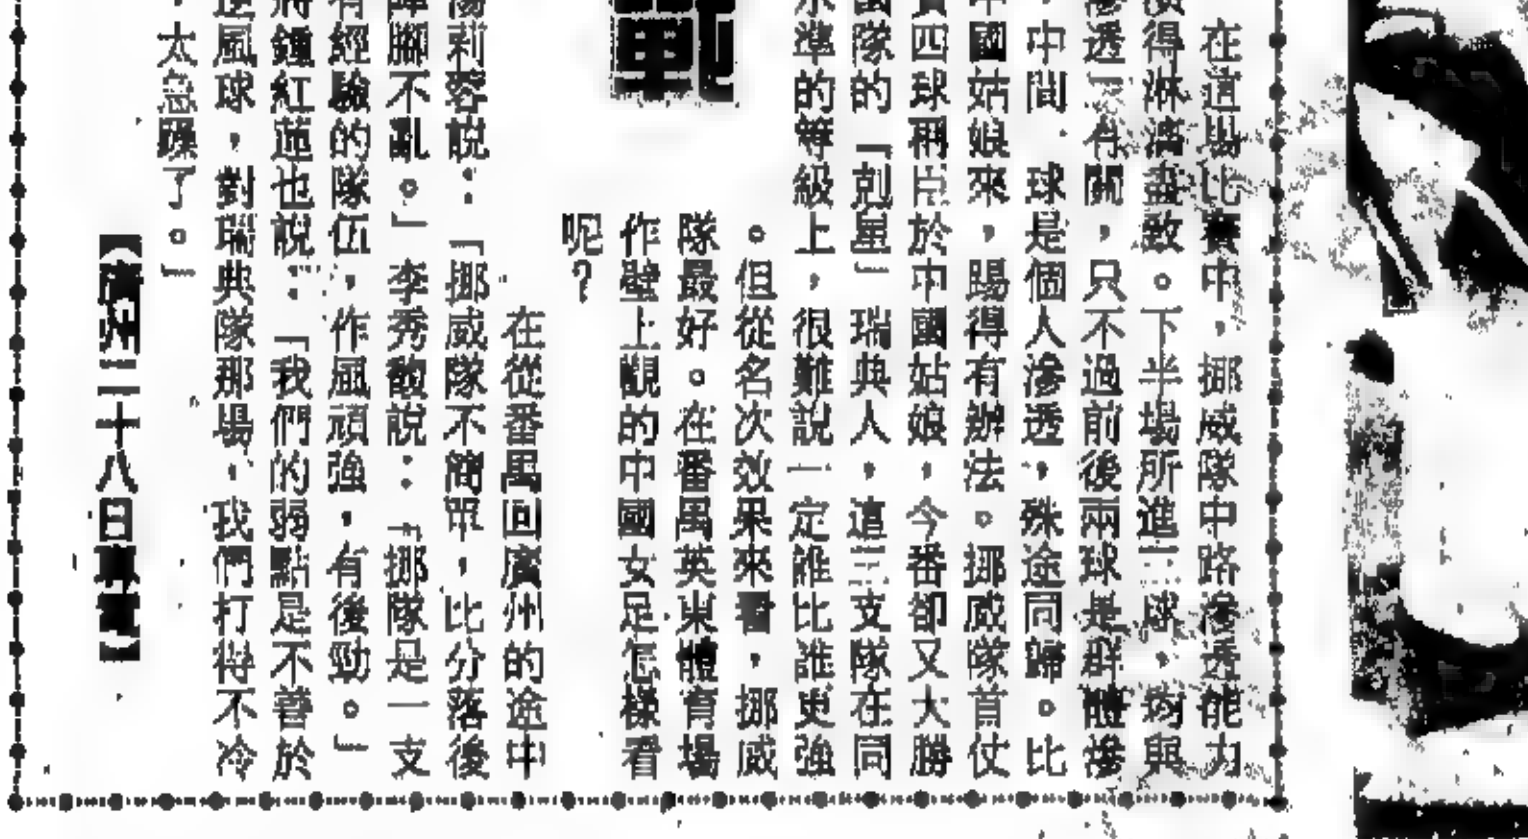 在這場比賽中，挪威隊中路滲透能力
得淋漓盡致。下半場所進三球，均與
滲透有關，只不過前後兩球是群體滲
，中間．球是個人滲透，殊途同歸。比
中國姑娘來，賜得有辦法。挪威隊首仗
四球稱臣於中國姑娘，今番卻又大勝
國隊的「剋星」瑞典人，這三支隊在同
水準的等級上，很難說一定誰比誰更強
。但從名次效果來看，挪威
隊最好。在番禺英東體育場
作壁上觀的中國女足怎樣看
呢？
戰
在從番禺回廣州的途中
莉蓉說：「挪威隊不簡單，比分落後
陣腳不亂。」李秀馥說：「挪隊是一支
有經驗的隊伍，作風頑強，有後勁。」
將鍾紅蓮也說：「我們的弱點是不善於
逆風球，對瑞典隊那場，我們打得不冷
，太急躁了。」
【廣州二十八日專電】